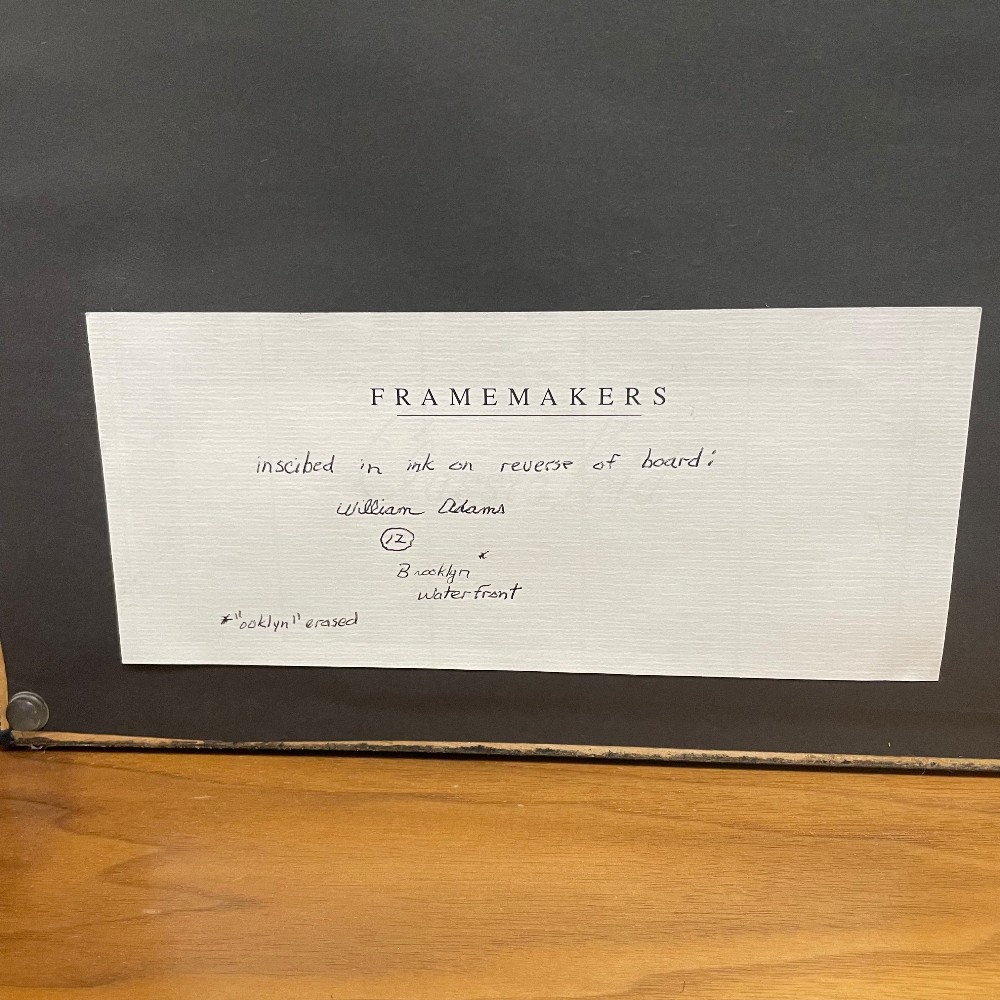 FRAMEMAKERS
inscibed in ink on reverse of board:
William Adams
12
Brooklyn *
Waterfront
*"ooklyn" erased